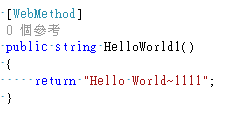 [WebMethod]
0 個參考
public string HelloWorld1()
{
return "Hello World~1111";
}